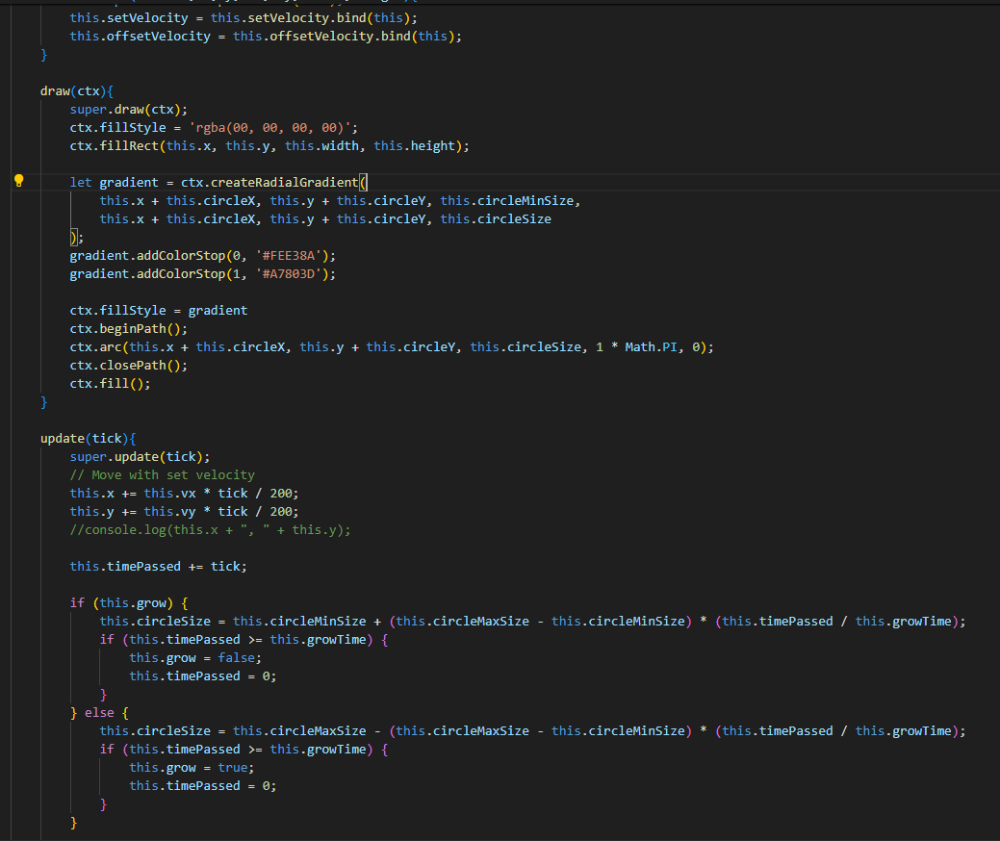 this.setVelocity = this.setVelocity.bind(this);
this.offsetVelocity = this.offsetVelocity.bind(this);
}
draw(ctx){
super.draw(ctx);
ctx.fillStyle = 'rgba(00, 00, 00, 00)';
ctx.fillRect(this.x, this.y, this.width, this.height);
let gradient = ctx.createRadialGradient(
this.x + this.circleX, this.y + this.circleY, this.circleMinSize,
this.x + this.circleX, this.y + this.circleY, this.circleSize
);
gradient.addColorStop(0, '#FEE38A');
gradient.addColorStop(1, '#A7803D');
ctx.fillStyle = gradient
ctx.beginPath();
ctx.arc(this.x + this.circleX, this.y + this.circleY, this.circleSize, 1 * Math.PI, 0);
ctx.closePath();
ctx.fill();
}
update(tick){
super.update(tick);
// Move with set velocity
this.x += this.vx * tick / 200;
this.y += this.vy * tick / 200;
//console.log(this.x + ", " + this.y);
this.timePassed += tick;
if (this.grow) {
this.circleSize = this.circleMinSize + (this.circleMaxSize - this.circleMinSize) * (this.timePassed / this.growTime);
if (this.timePassed >= this.growTime) {
this.grow = false;
this.timePassed = 0;
}
} else {
this.circleSize = this.circleMaxSize - (this.circleMaxSize - this.circleMinSize) * (this.timePassed / this.growTime);
if (this.timePassed >= this.growTime) {
this.grow = true;
this.timePassed = 0;
}
}